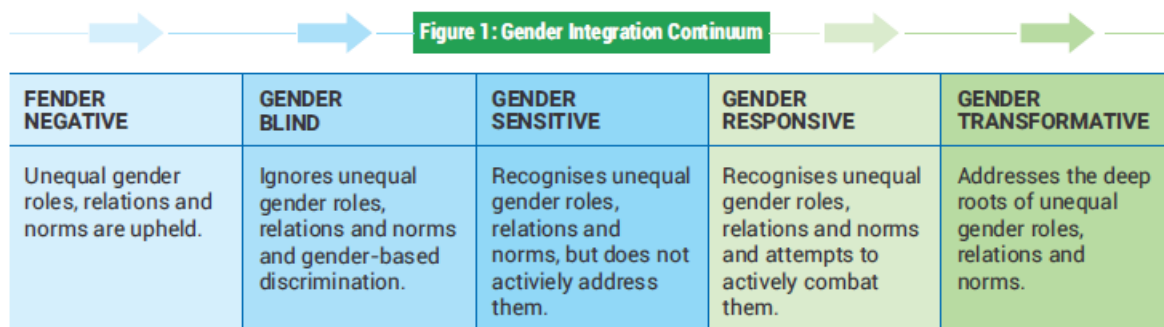 Figure 1: Gender Integration Continuum
FENDER
NEGATIVE
Unequal gender
roles, relations and
norms are upheld.
GENDER
BLIND
Ignores unequal
gender roles,
relations and norms
and gender-based
discrimination.
GENDER
SENSITIVE
Recognises unequal
gender roles,
relations and
norms, but does not
activiely address
them.
GENDER
RESPONSIVE
Recognises unequal
gender roles,
relations and norms
and attempts to
actively combat
them.
GENDER
TRANSFORMATIVE
Addresses the deep
roots of unequal
gender roles,
relations and
norms.